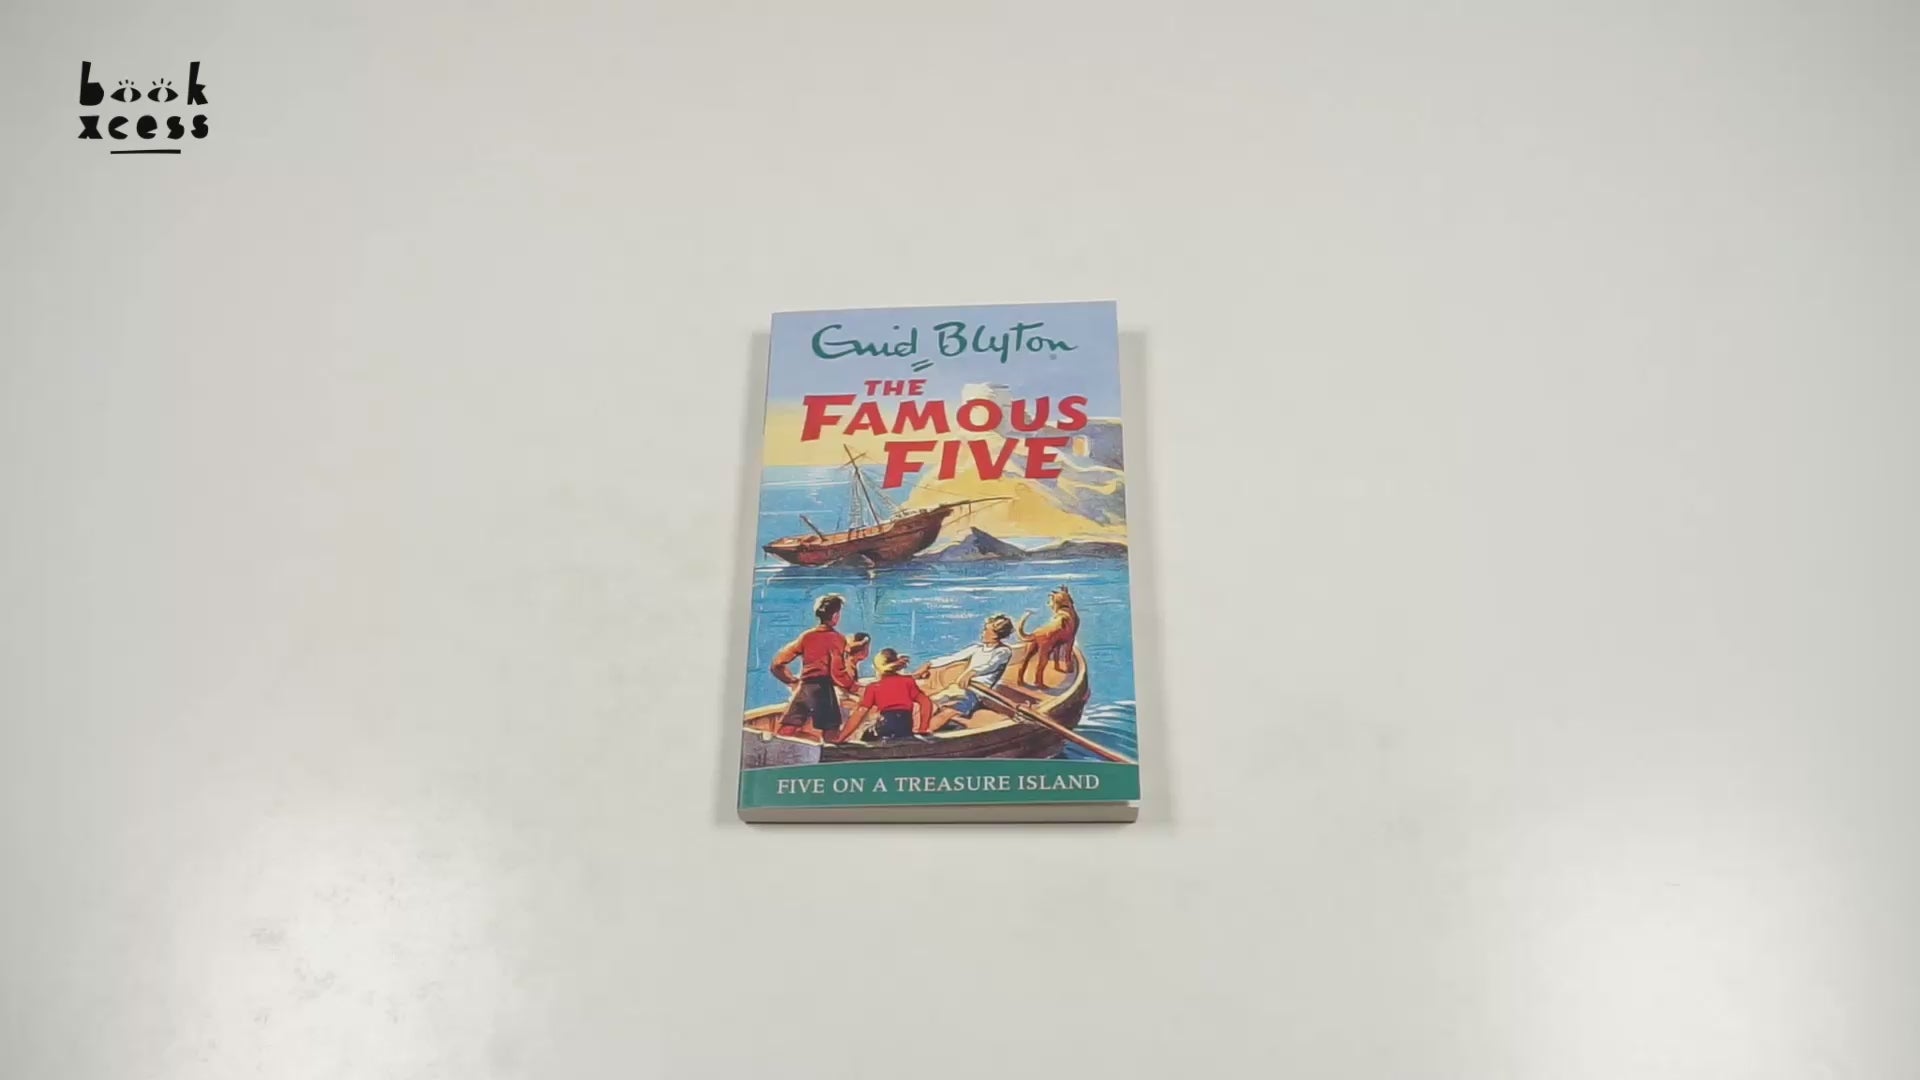 book
xcess
Enid Blyton
THE
FAMOUS
FIVE
FIVE ON A TREASURE ISLAND